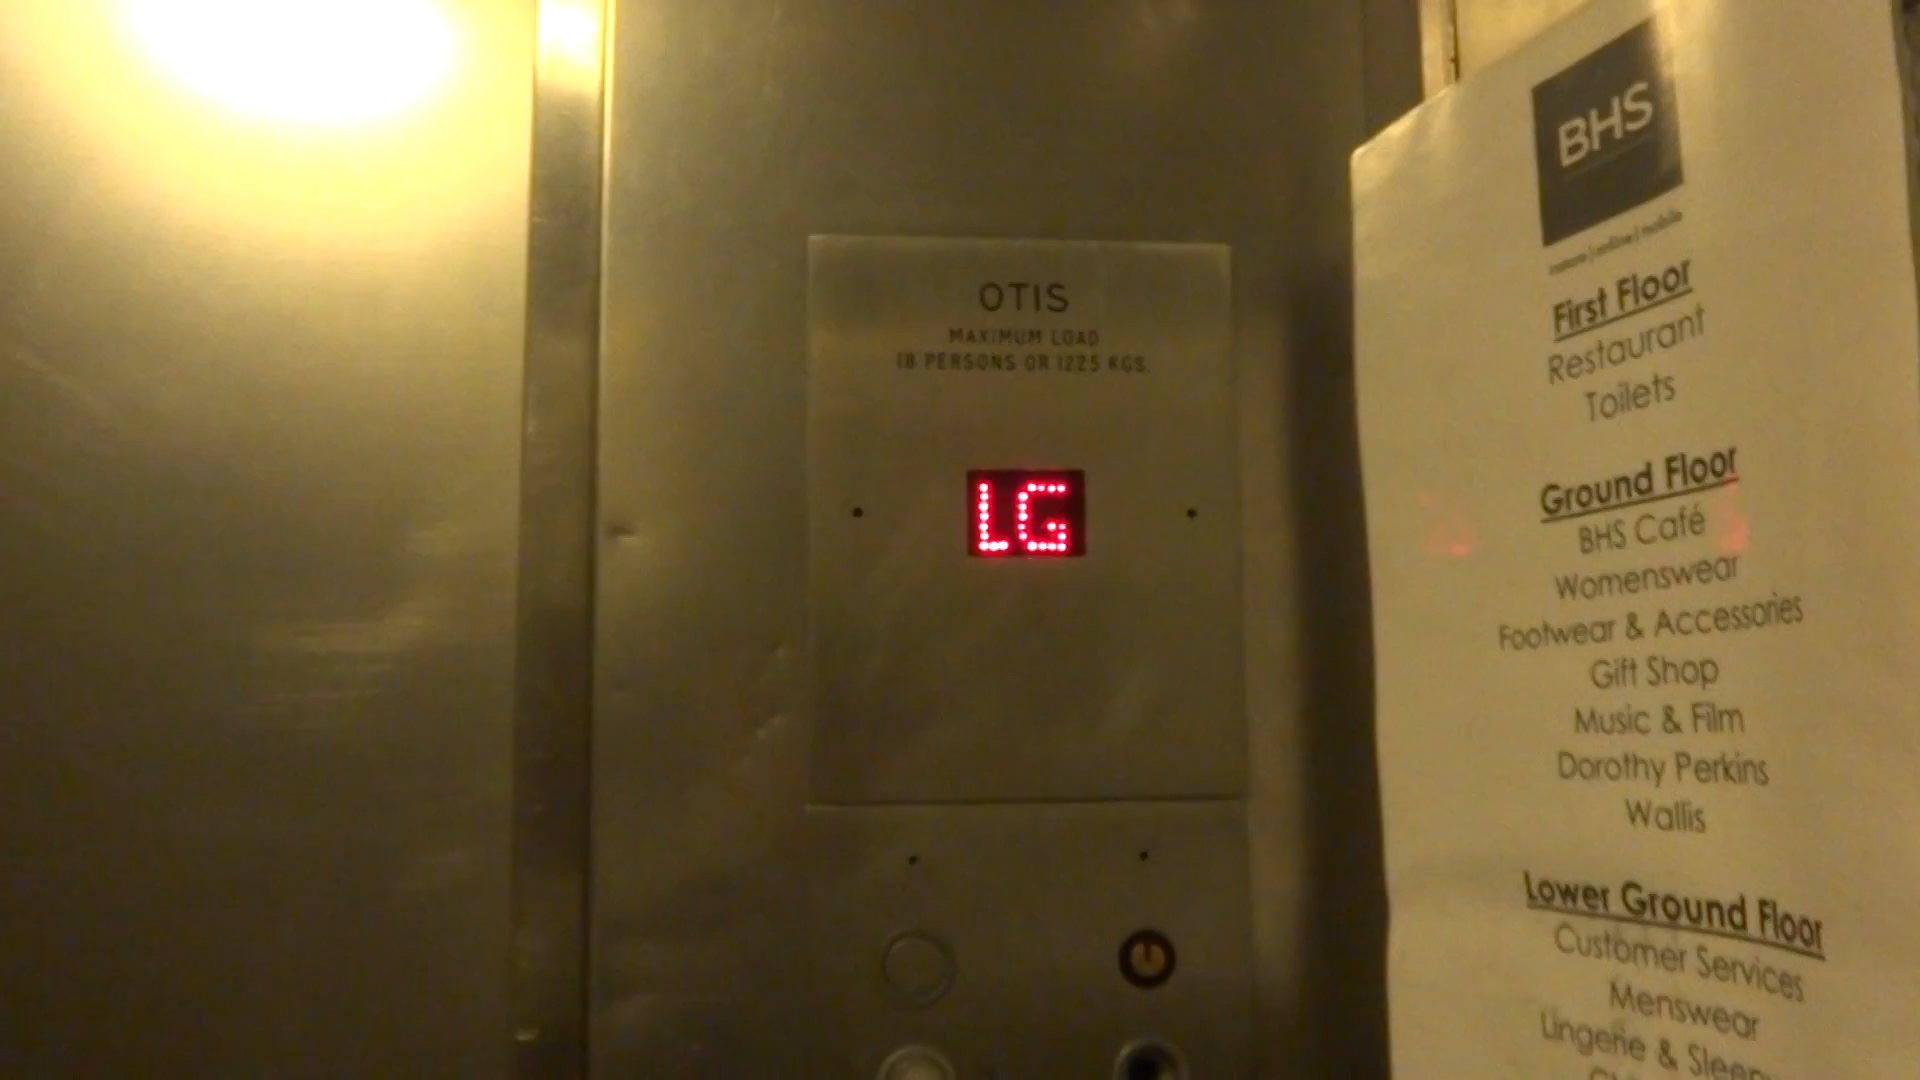 OTIS
MAXIMUM LOAD
18 PERSONS OR 1225 KGS.
LG
BHS
First Floor
Restaurant
Toilets
Ground Floor
BHS Café
Womenswear
Footwear & Accessories
Gift Shop
Music & Film
Dorothy Perkins
Wallis
Lower Ground Floor
Customer Services
Menswear
Lingerie &